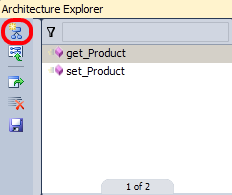 Architecture Explorer
get_Product
set_Product
1 of 2